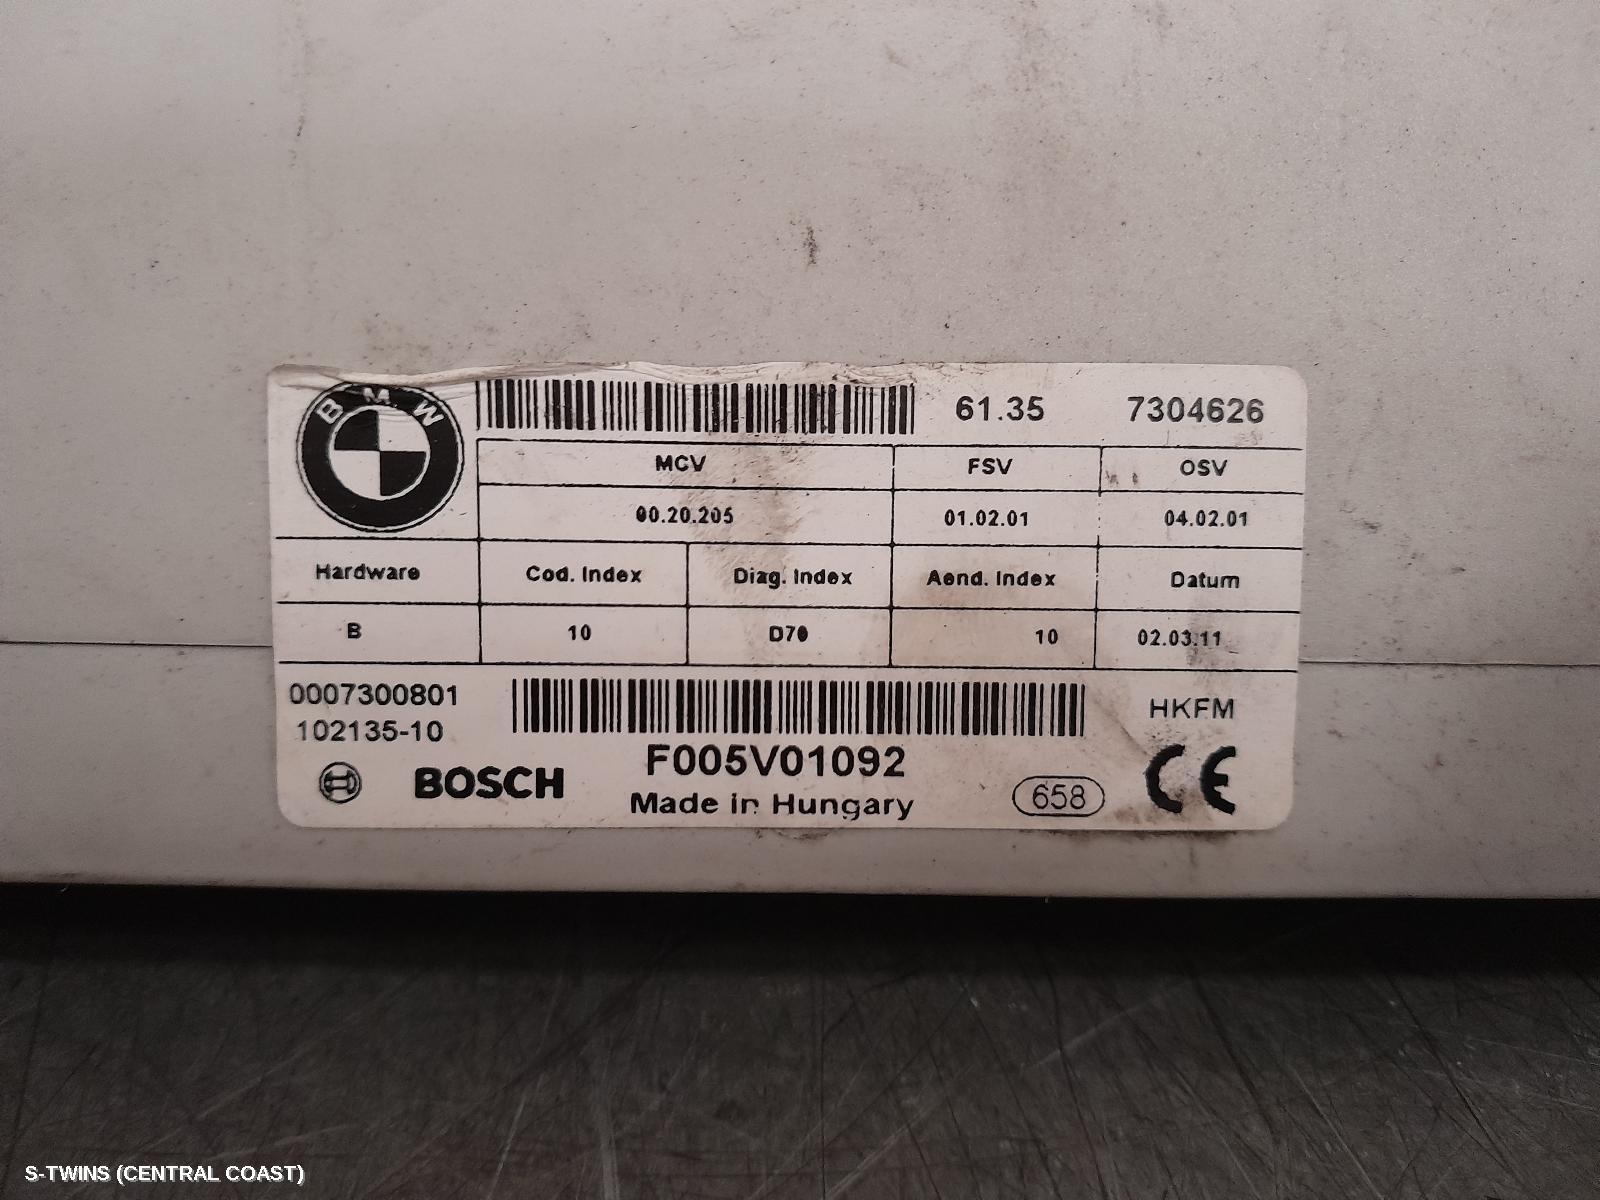 BMW
61.35 7304626
MCV FSV OSV
00.20.205 01.02.01 04.02.01
Hardware Cod. Index Diag. Index Aend. Index Datum
B 10 D70 10 02.03.11
0007300801
102135-10
HKFM
F005V01092
BOSCH
Made in Hungary
658
CE
S-TWINS (CENTRAL COAST)